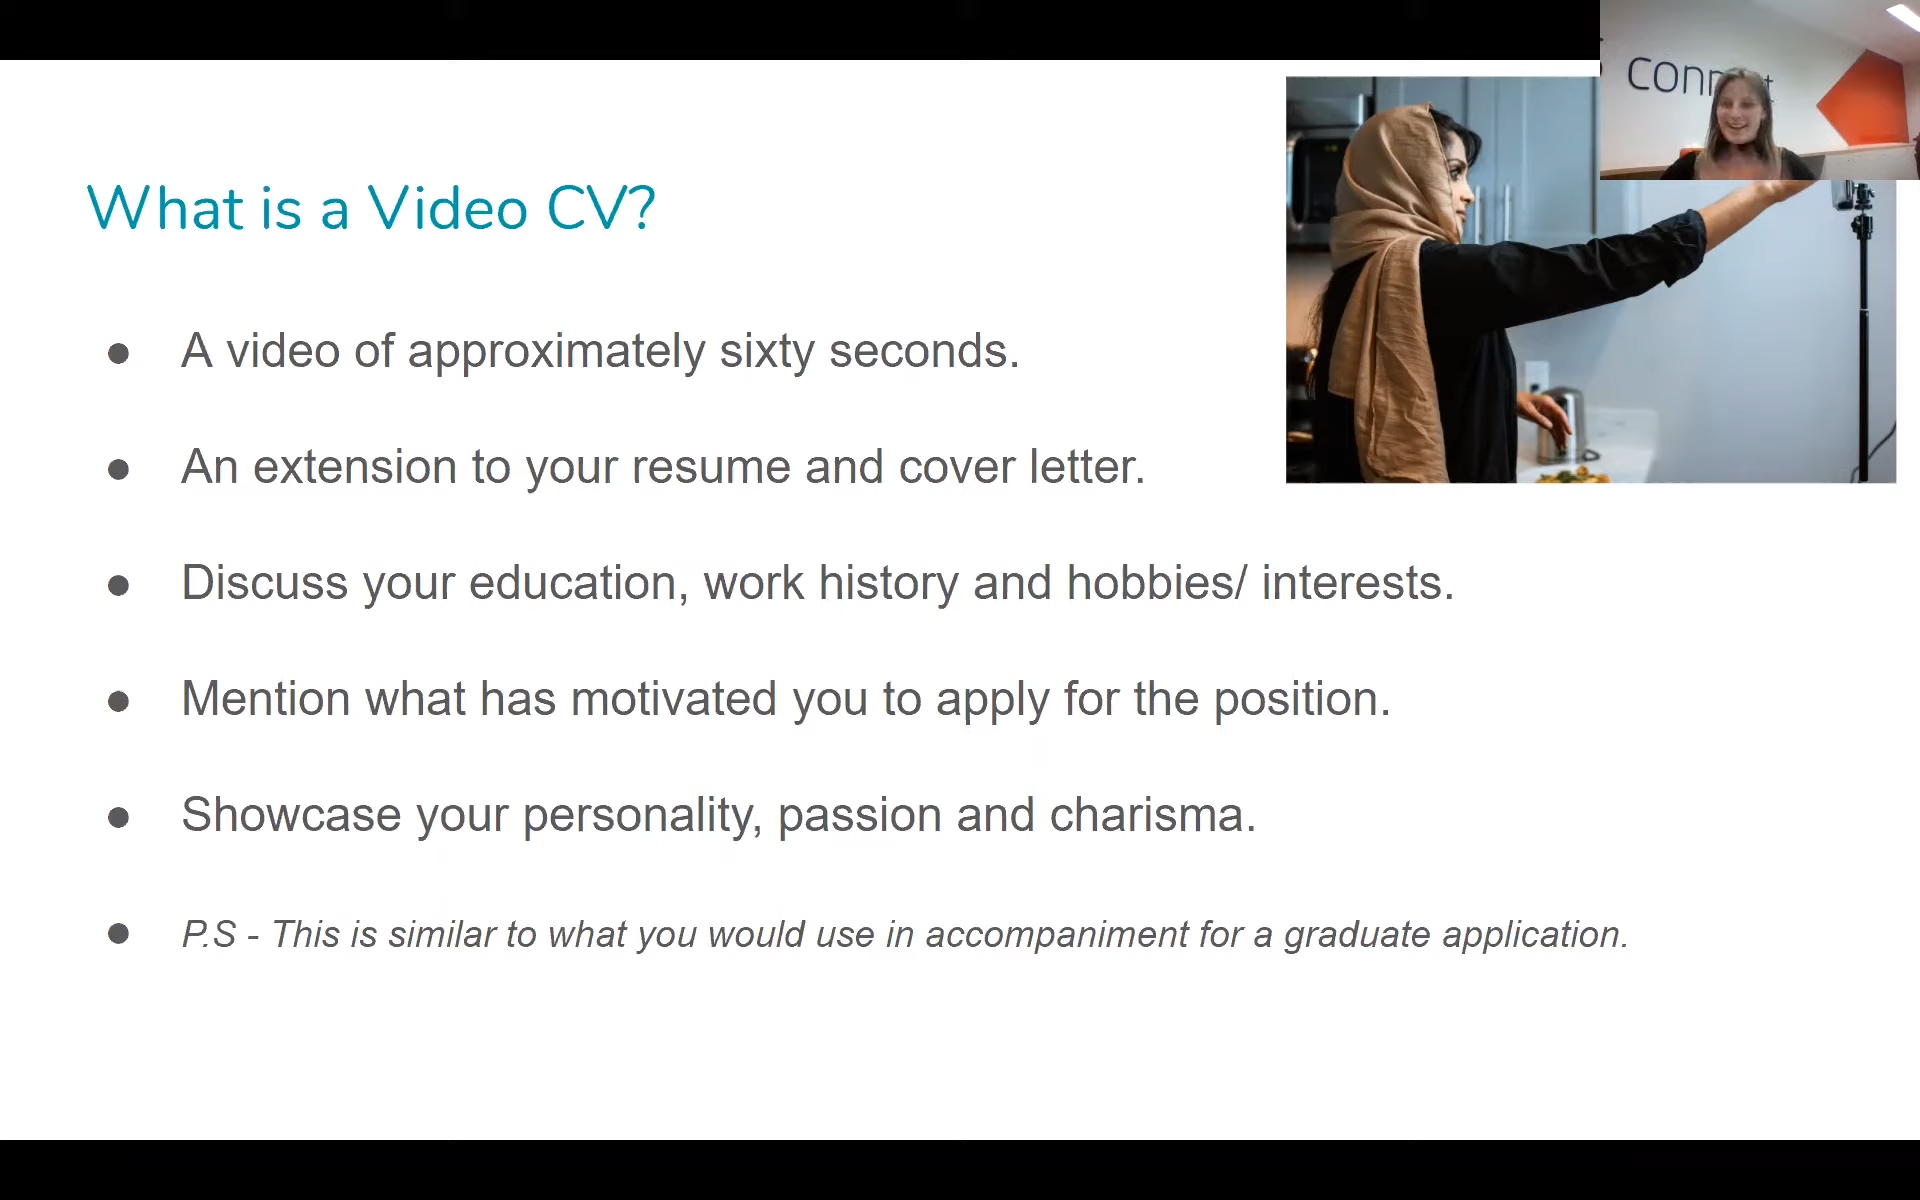 conn t
What is a Video CV?
● A video of approximately sixty seconds.
● An extension to your resume and cover letter.
● Discuss your education, work history and hobbies/ interests.
● Mention what has motivated you to apply for the position.
● Showcase your personality, passion and charisma.
● P.S - This is similar to what you would use in accompaniment for a graduate application.